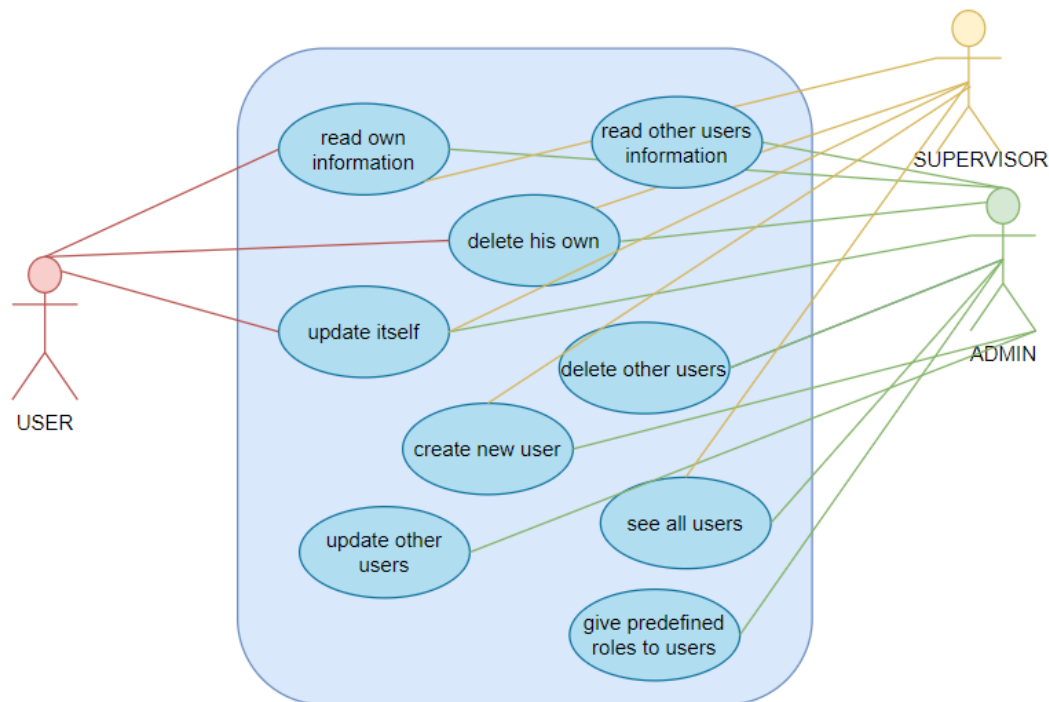 read own
information
read other users
information
SUPERVISOR
delete his own
update itself
ADMIN
delete other users
USER
create new user
see all users
update other
users
give predefined
roles to users